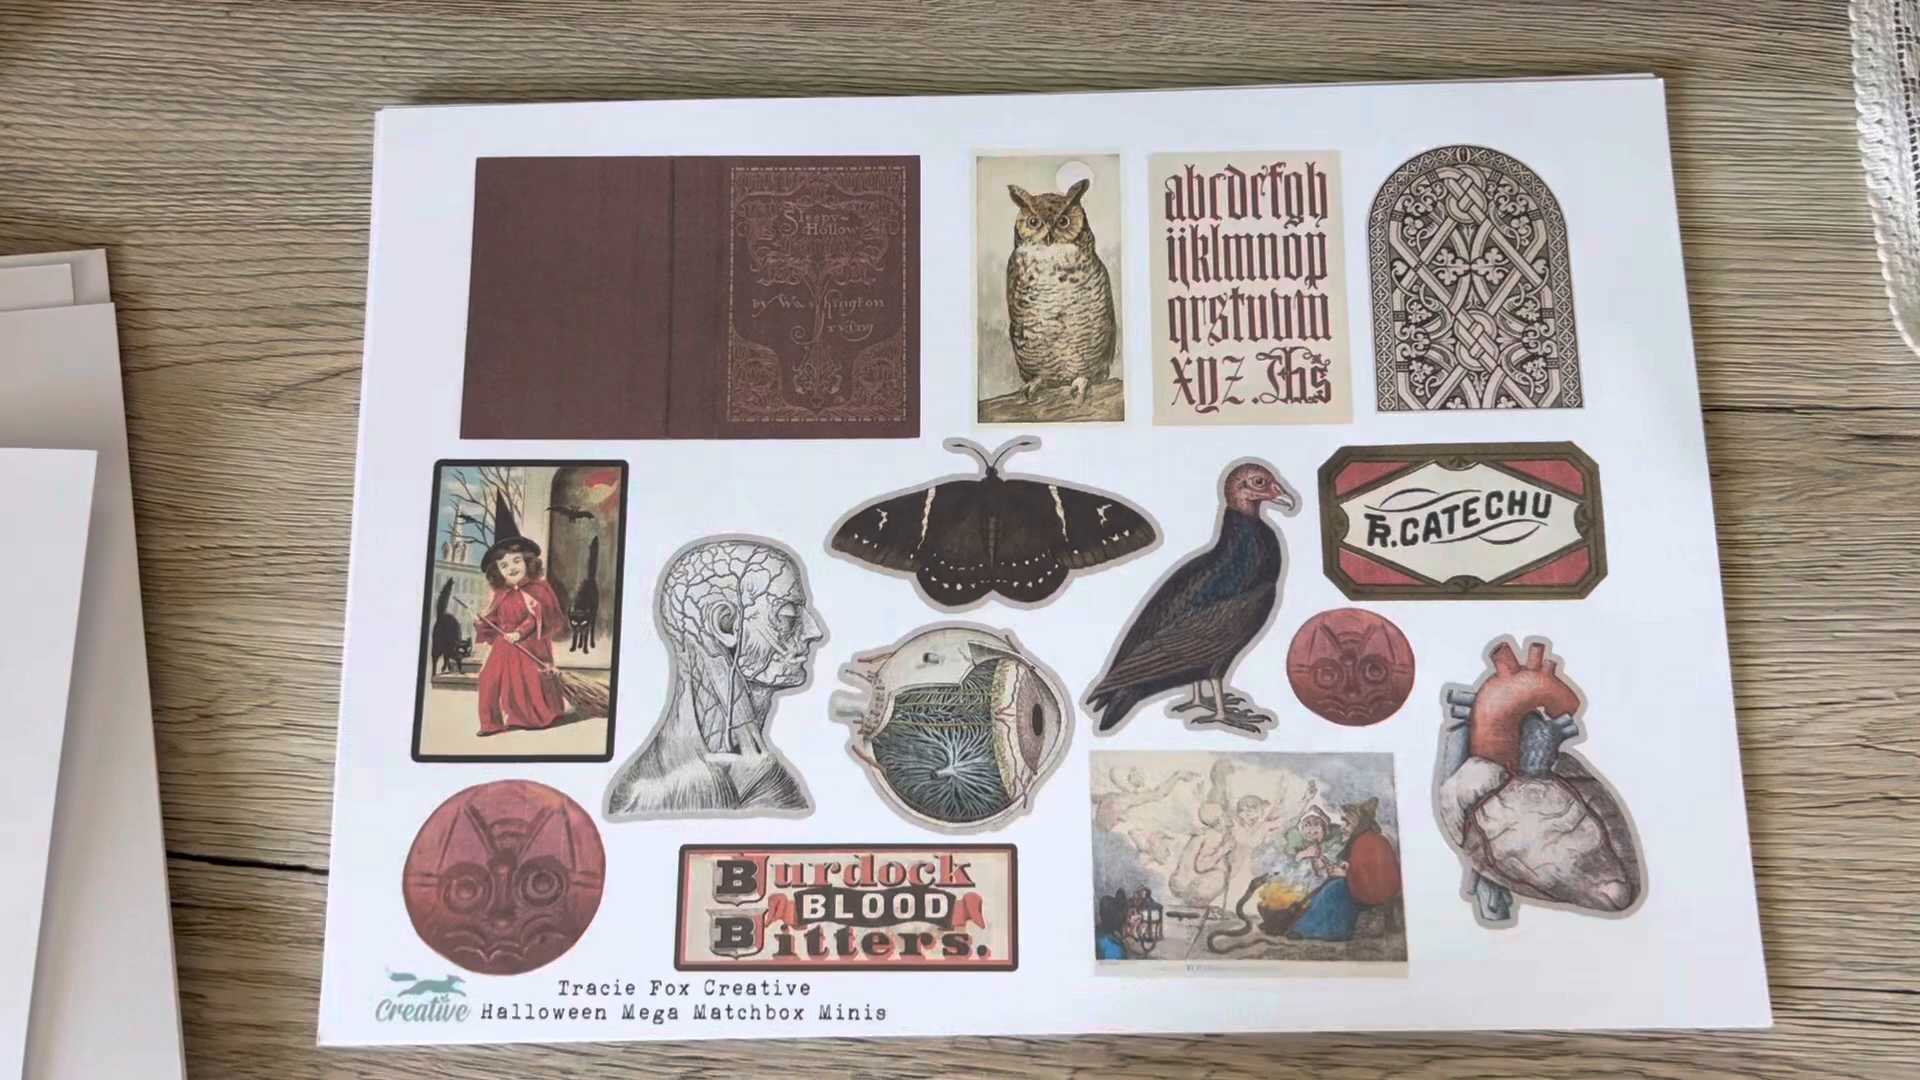 Sleepy-
Hollow
by Washington
Irving
abcdefgh
ijklmnop
qrstuvw
xyz.
TR.CATECHU
Burdock
BLOOD
Bitters.
Creative
Tracie Fox Creative
Halloween Mega Matchbox Minis